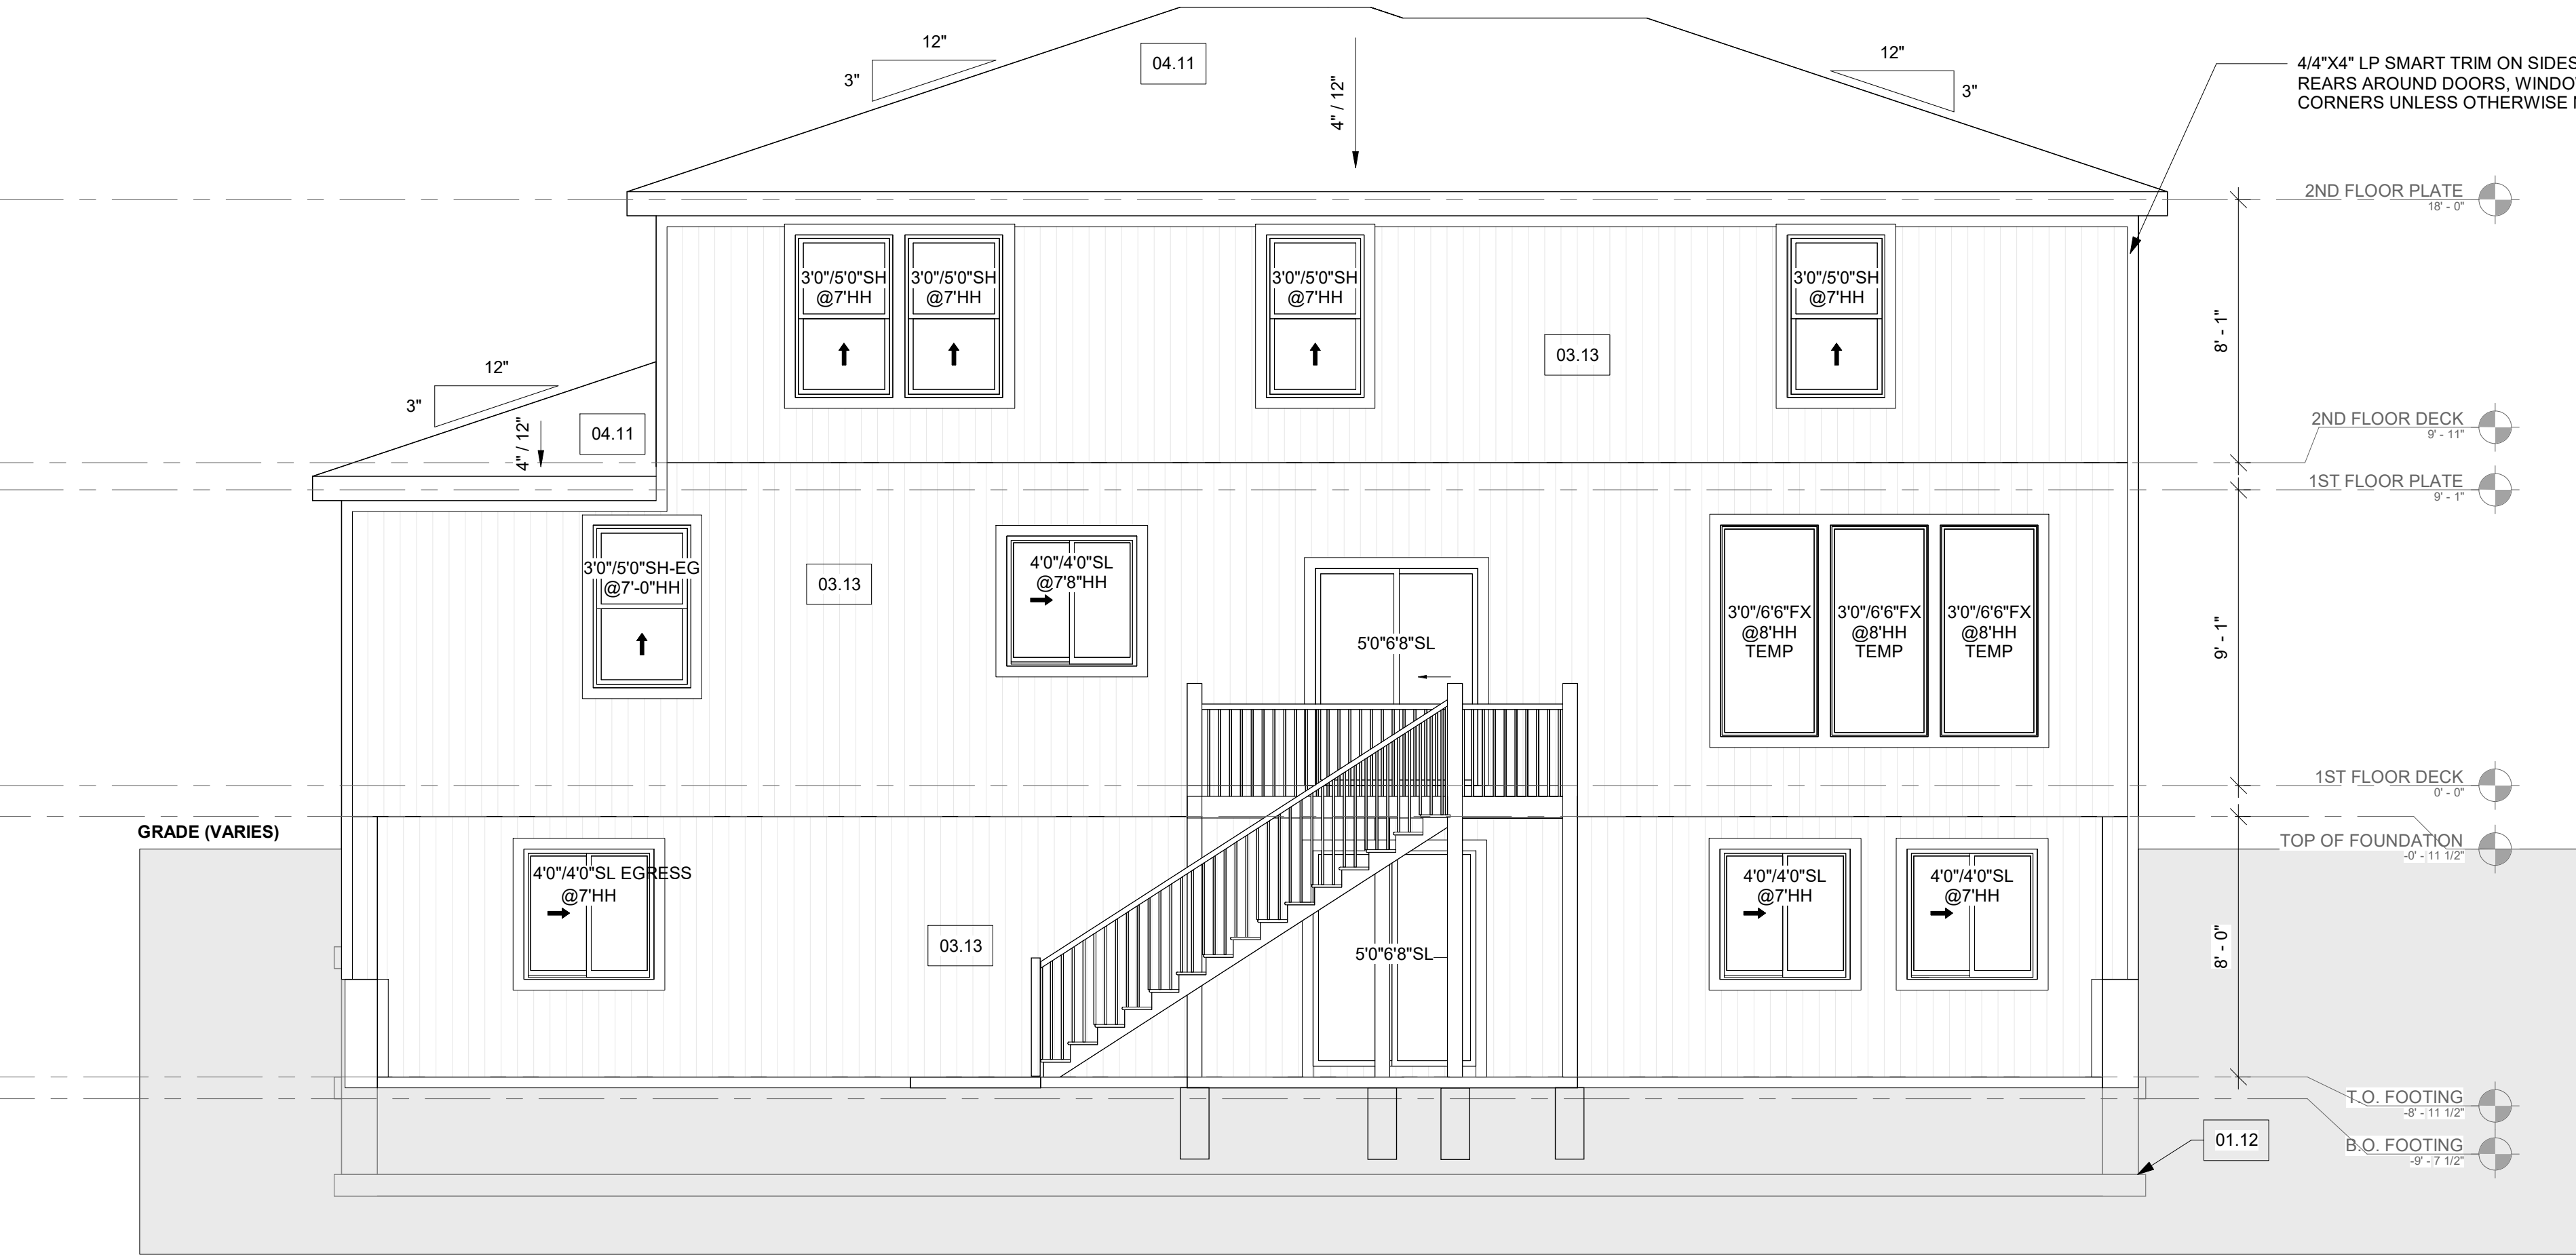 12"
3"
04.11
4" / 12"
12"
3"
4/4"X4" LP SMART TRIM ON SIDES
REARS AROUND DOORS, WINDO
CORNERS UNLESS OTHERWISE
2ND FLOOR PLATE
18' - 0"
3'0"/5'0"SH
@7'HH
3'0"/5'0"SH
@7'HH
3'0"/5'0"SH
@7'HH
3'0"/5'0"SH
@7'HH
03.13
8' - 1"
12"
3"
4" / 12"
04.11
2ND FLOOR DECK
9' - 11"
1ST FLOOR PLATE
9' - 1"
3'0"/5'0"SH-EG
@7'-0"HH
03.13
4'0"/4'0"SL
@7'8"HH
5'0"6'8"SL
3'0"/6'6"FX
@8'HH
TEMP
3'0"/6'6"FX
@8'HH
TEMP
3'0"/6'6"FX
@8'HH
TEMP
9' - 1"
1ST FLOOR DECK
0' - 0"
GRADE (VARIES)
TOP OF FOUNDATION
-0' - 11 1/2"
4'0"/4'0"SL EGRESS
@7'HH
03.13
5'0"6'8"SL
4'0"/4'0"SL
@7'HH
4'0"/4'0"SL
@7'HH
8' - 0"
T.O. FOOTING
-8' - 11 1/2"
01.12
B.O. FOOTING
-9' - 7 1/2"